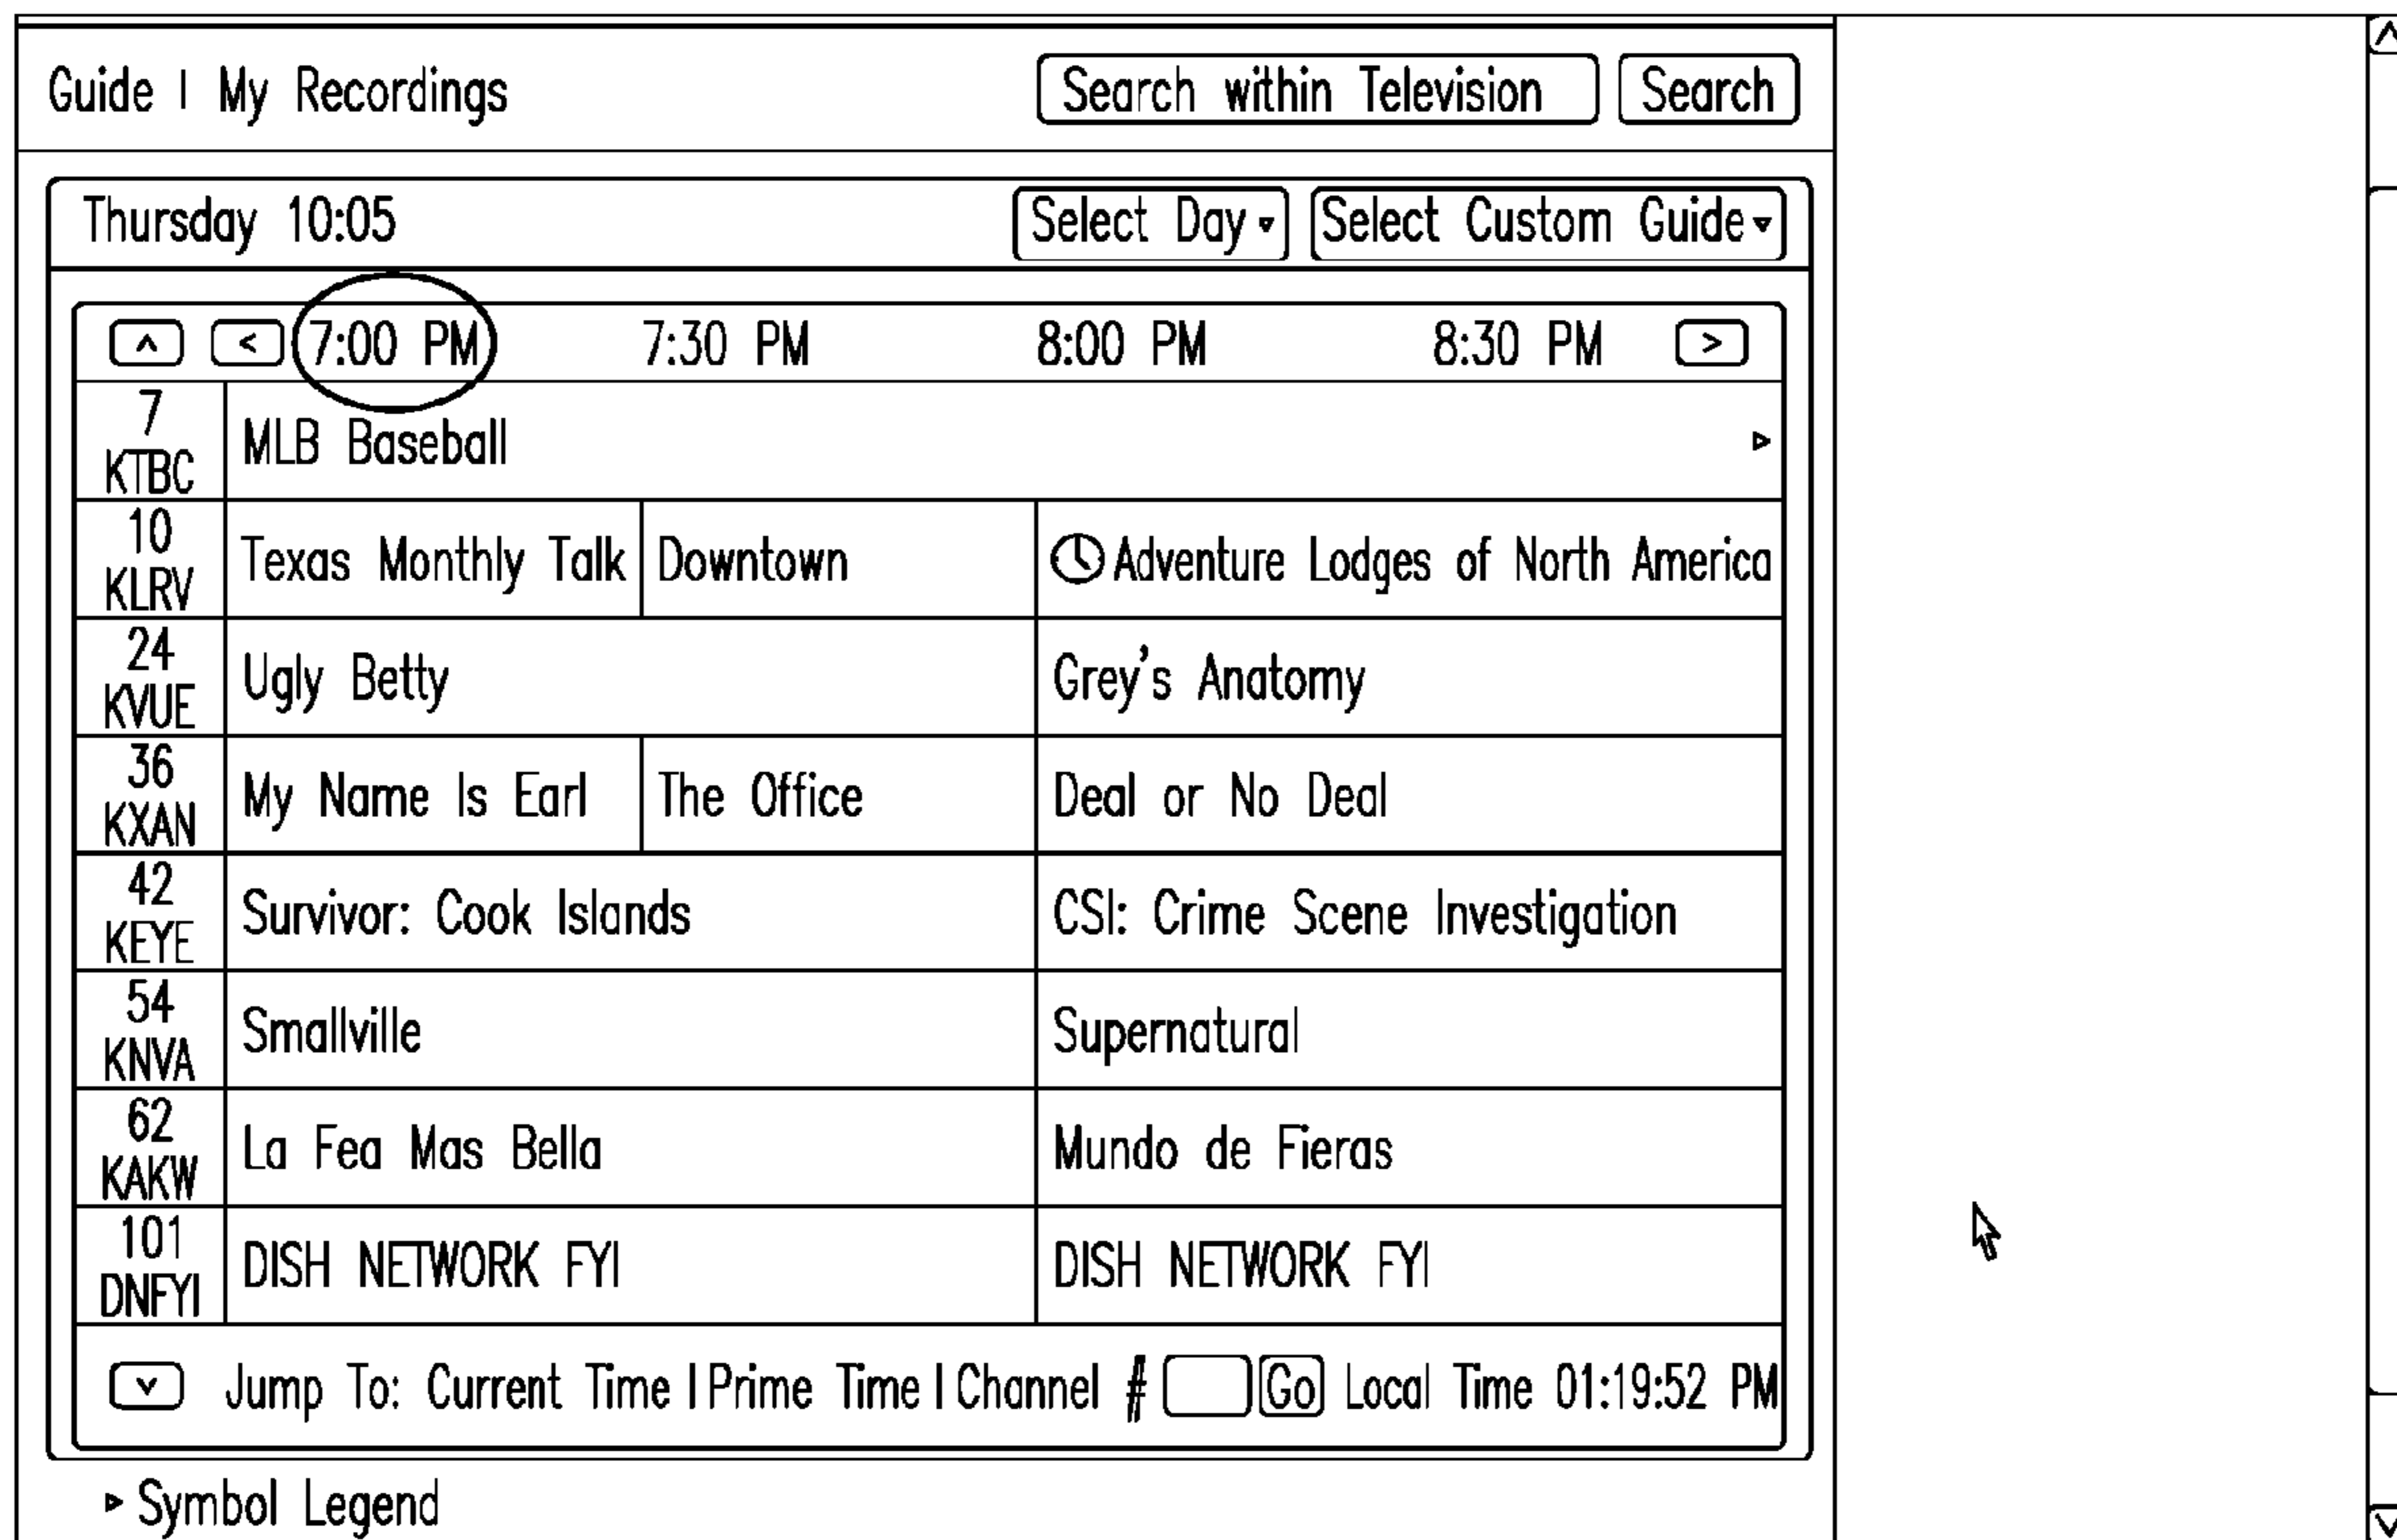 Guide | My Recordings Search within Television Search
Thursday 10:05 Select Day Select Custom Guide
7:00 PM 7:30 PM 8:00 PM 8:30 PM
7 KTBC MLB Baseball
10 KLRV Texas Monthly Talk Downtown Adventure Lodges of North America
24 KVUE Ugly Betty Grey's Anatomy
36 KXAN My Name Is Earl The Office Deal or No Deal
42 KEYE Survivor: Cook Islands CSI: Crime Scene Investigation
54 KNVA Smallville Supernatural
62 KAKW La Fea Mas Bella Mundo de Fieras
101 DNFYI DISH NETWORK FYI DISH NETWORK FYI
Jump To: Current Time | Prime Time | Channel # Go Local Time 01:19:52 PM
Symbol Legend